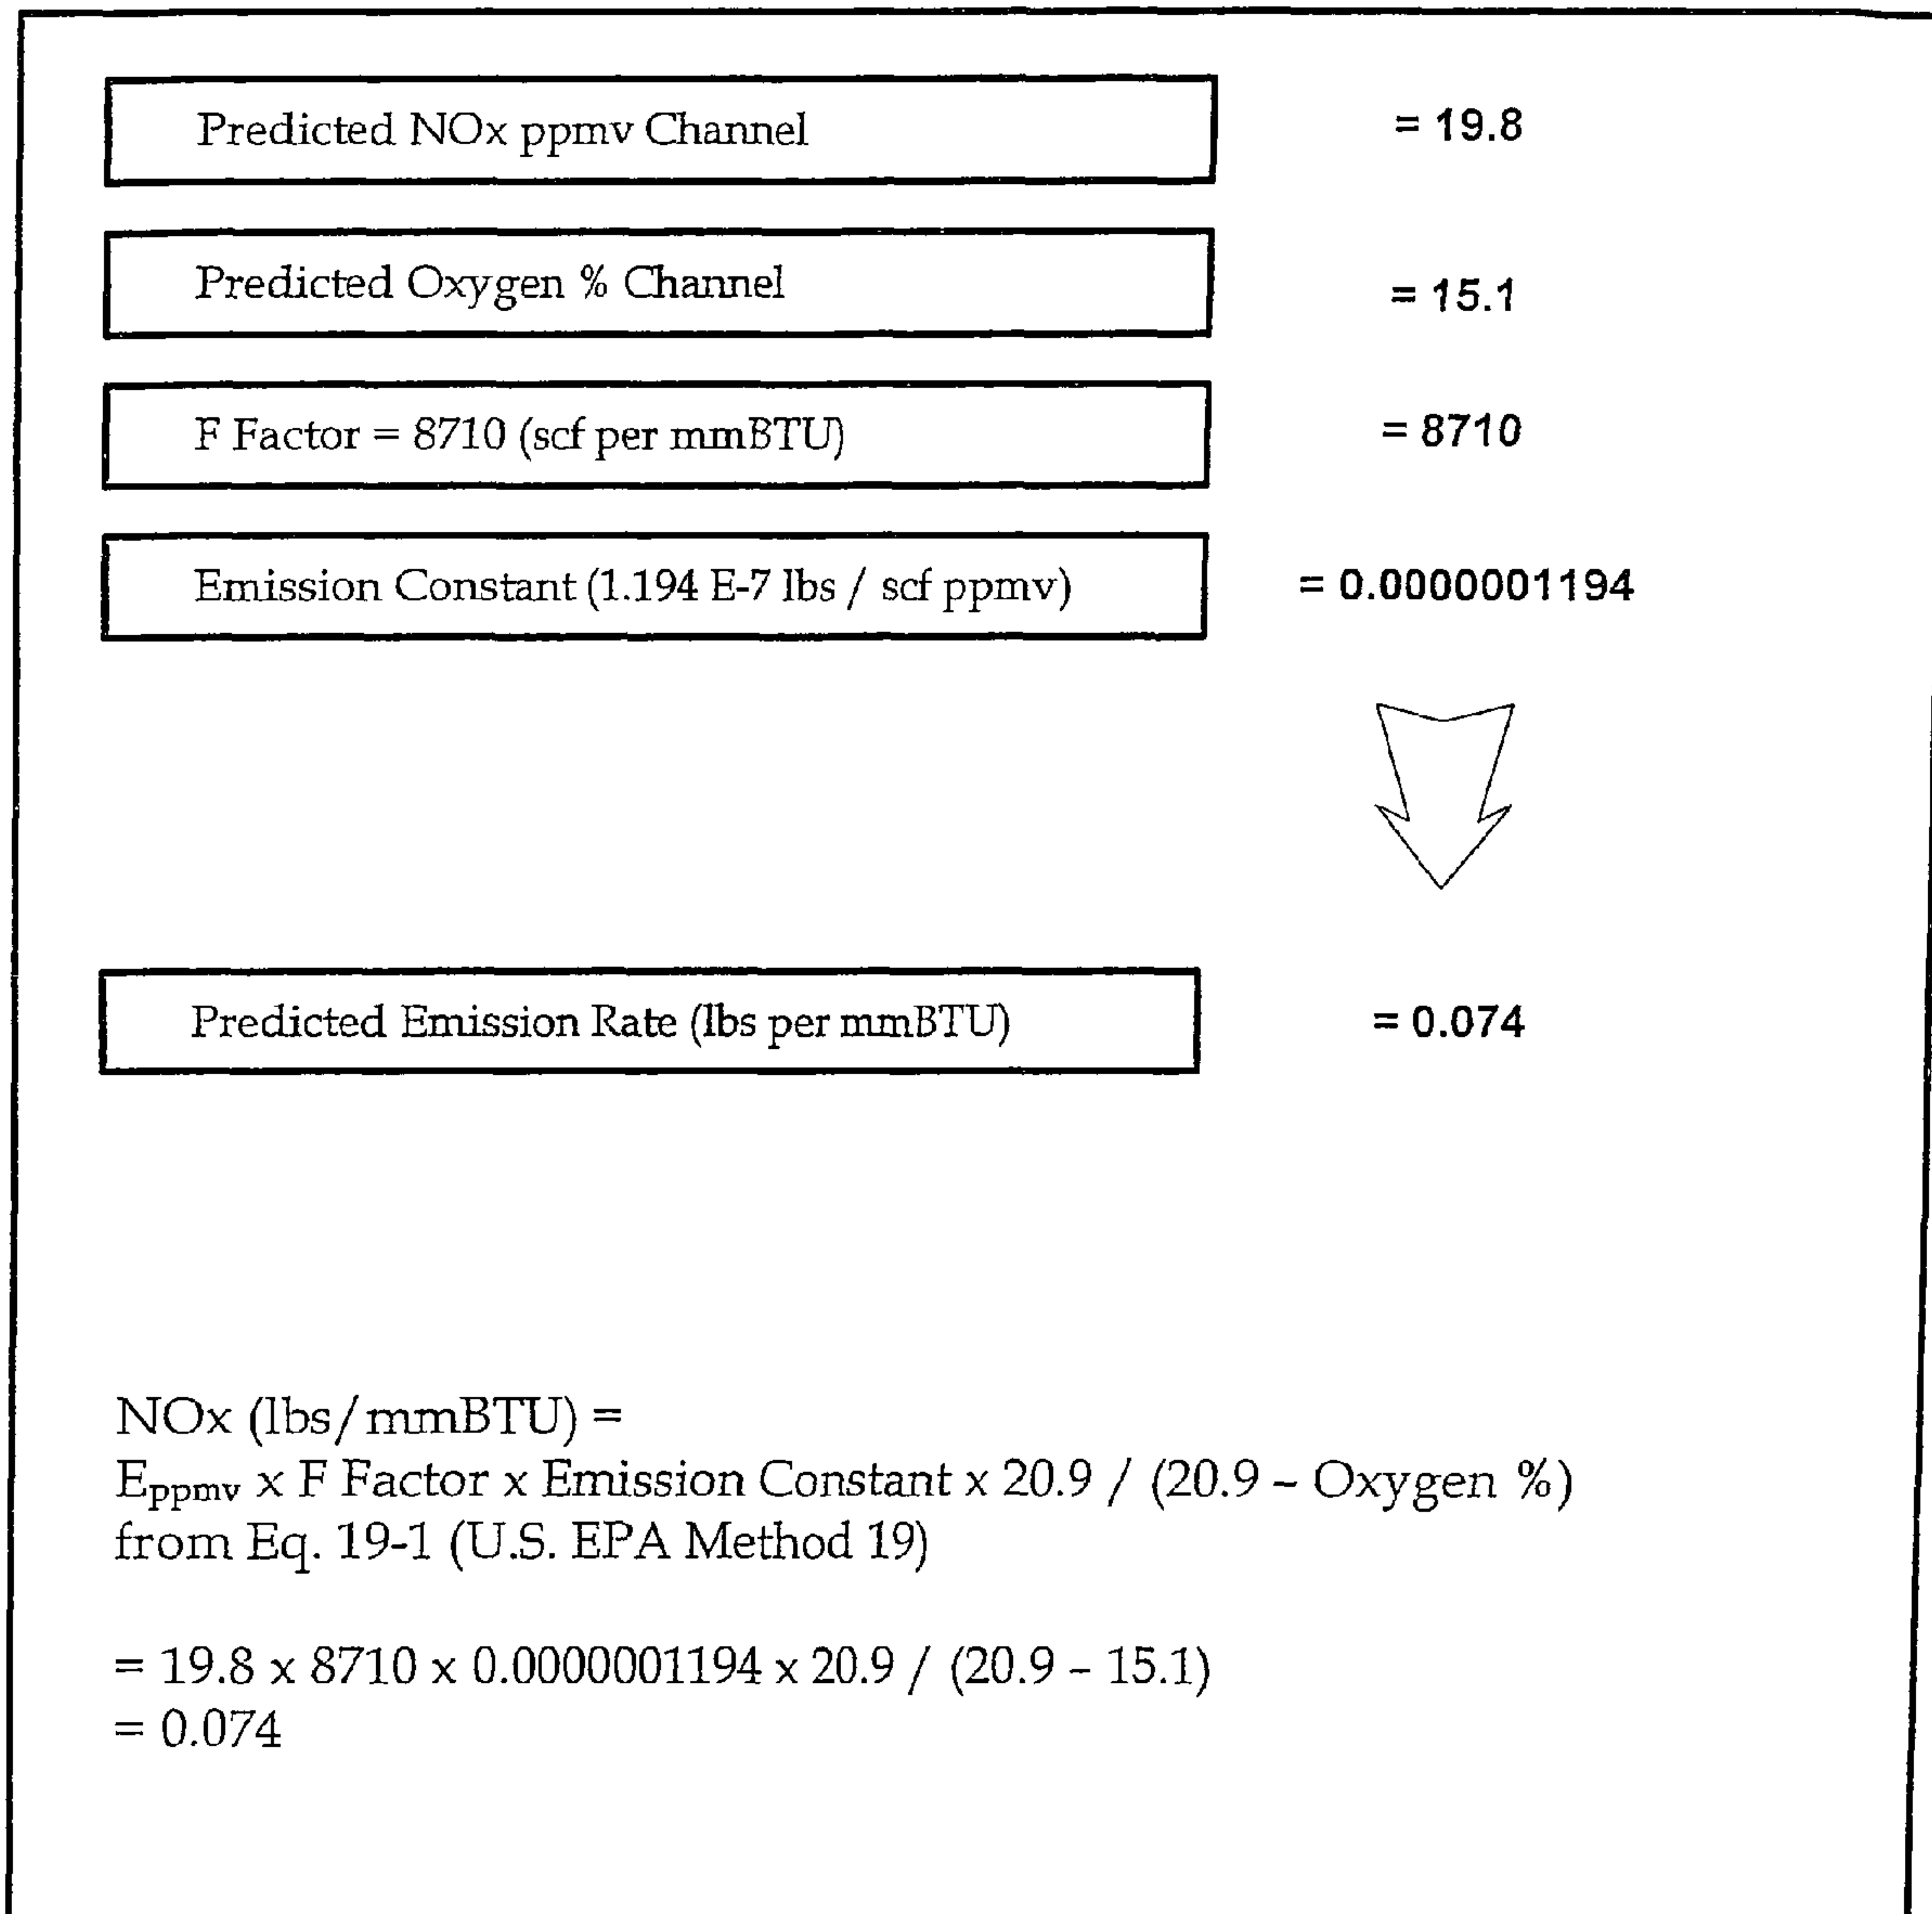 Predicted NOx ppmv Channel = 19.8
Predicted Oxygen % Channel = 15.1
F Factor = 8710 (scf per mmBTU) = 8710
Emission Constant (1.194 E-7 lbs / scf ppmv) = 0.0000001194
Predicted Emission Rate (lbs per mmBTU) = 0.074
NOx (lbs/mmBTU) =
Eppmv x F Factor x Emission Constant x 20.9 / (20.9 – Oxygen %)
from Eq. 19-1 (U.S. EPA Method 19)
= 19.8 x 8710 x 0.0000001194 x 20.9 / (20.9 – 15.1)
= 0.074